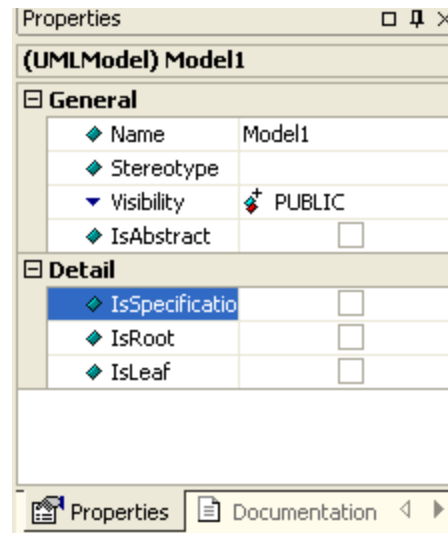 Properties
(UMLModel) Model1
General
Name Model1
Stereotype
Visibility PUBLIC
IsAbstract
Detail
IsSpecificatio
IsRoot
IsLeaf
Properties Documentation